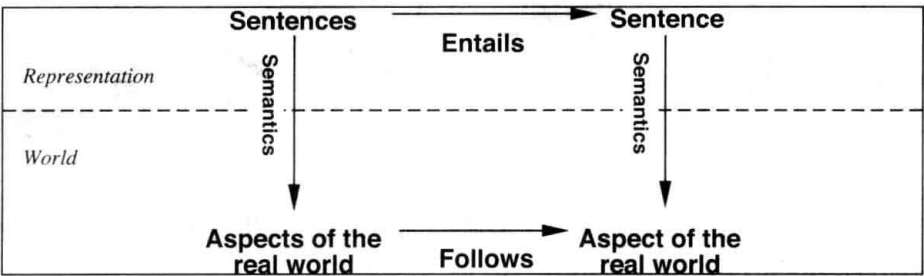 Sentences
Sentence
Entails
Representation
Semantics
Semantics
World
Aspects of the
real world
Follows
Aspect of the
real world